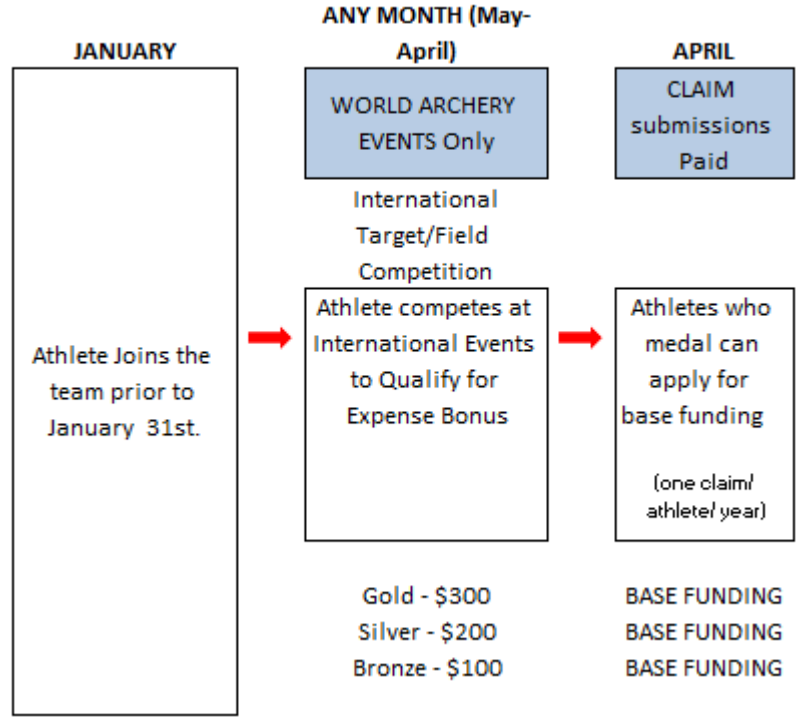 JANUARY
Athlete Joins the
team prior to
January 31st.
ANY MONTH (May-
April)
WORLD ARCHERY
EVENTS Only
International
Target/Field
Competition
Athlete competes at
International Events
to Qualify for
Expense Bonus
Gold - $300
Silver - $200
Bronze - $100
APRIL
CLAIM
submissions
Paid
Athletes who
medal can
apply for
base funding
(one claim/
athlete/ year)
BASE FUNDING
BASE FUNDING
BASE FUNDING